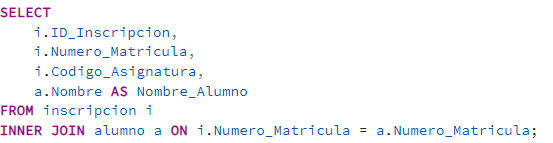 SELECT
    i.ID_Inscripcion,
    i.Numero_Matricula,
    i.Codigo_Asignatura,
    a.Nombre AS Nombre_Alumno
FROM inscripcion i
INNER JOIN alumno a ON i.Numero_Matricula = a.Numero_Matricula;